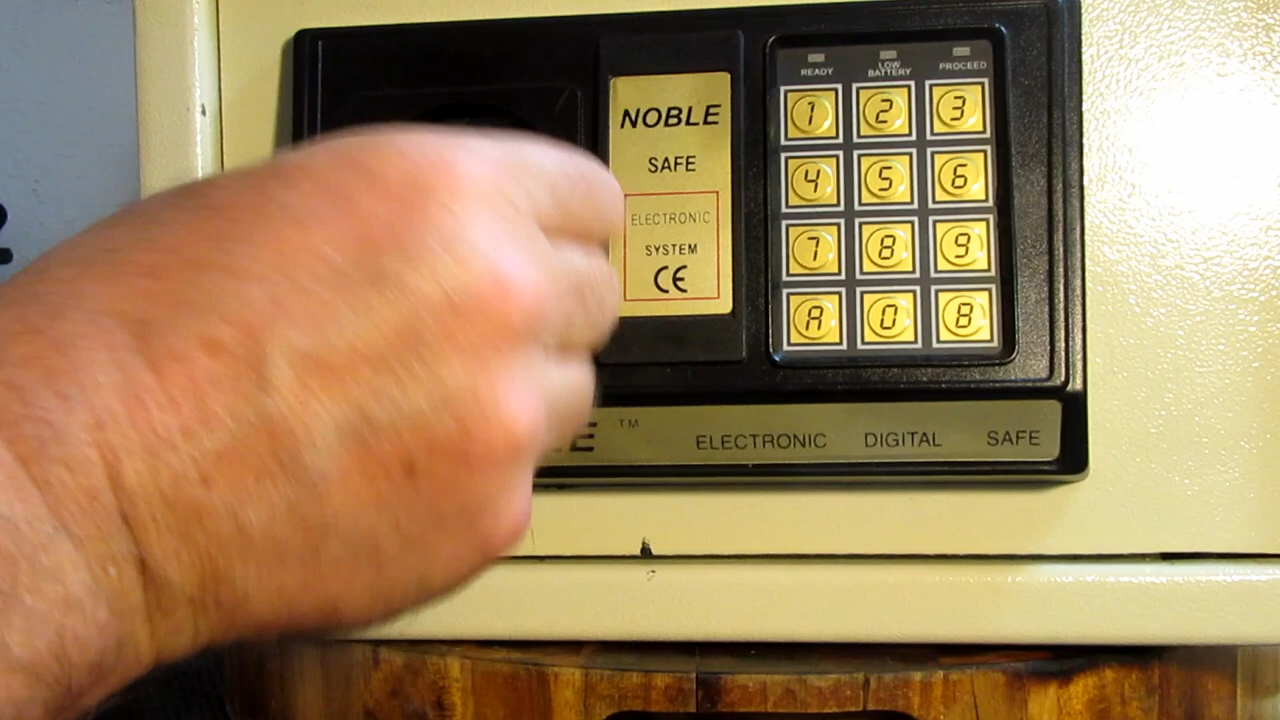 NOBLE
SAFE
ELECTRONIC
SYSTEM
CE
READY LOW BATTERY PROCEED
1 2 3
4 5 6
7 8 9
A 0 B
TM ELECTRONIC DIGITAL SAFE